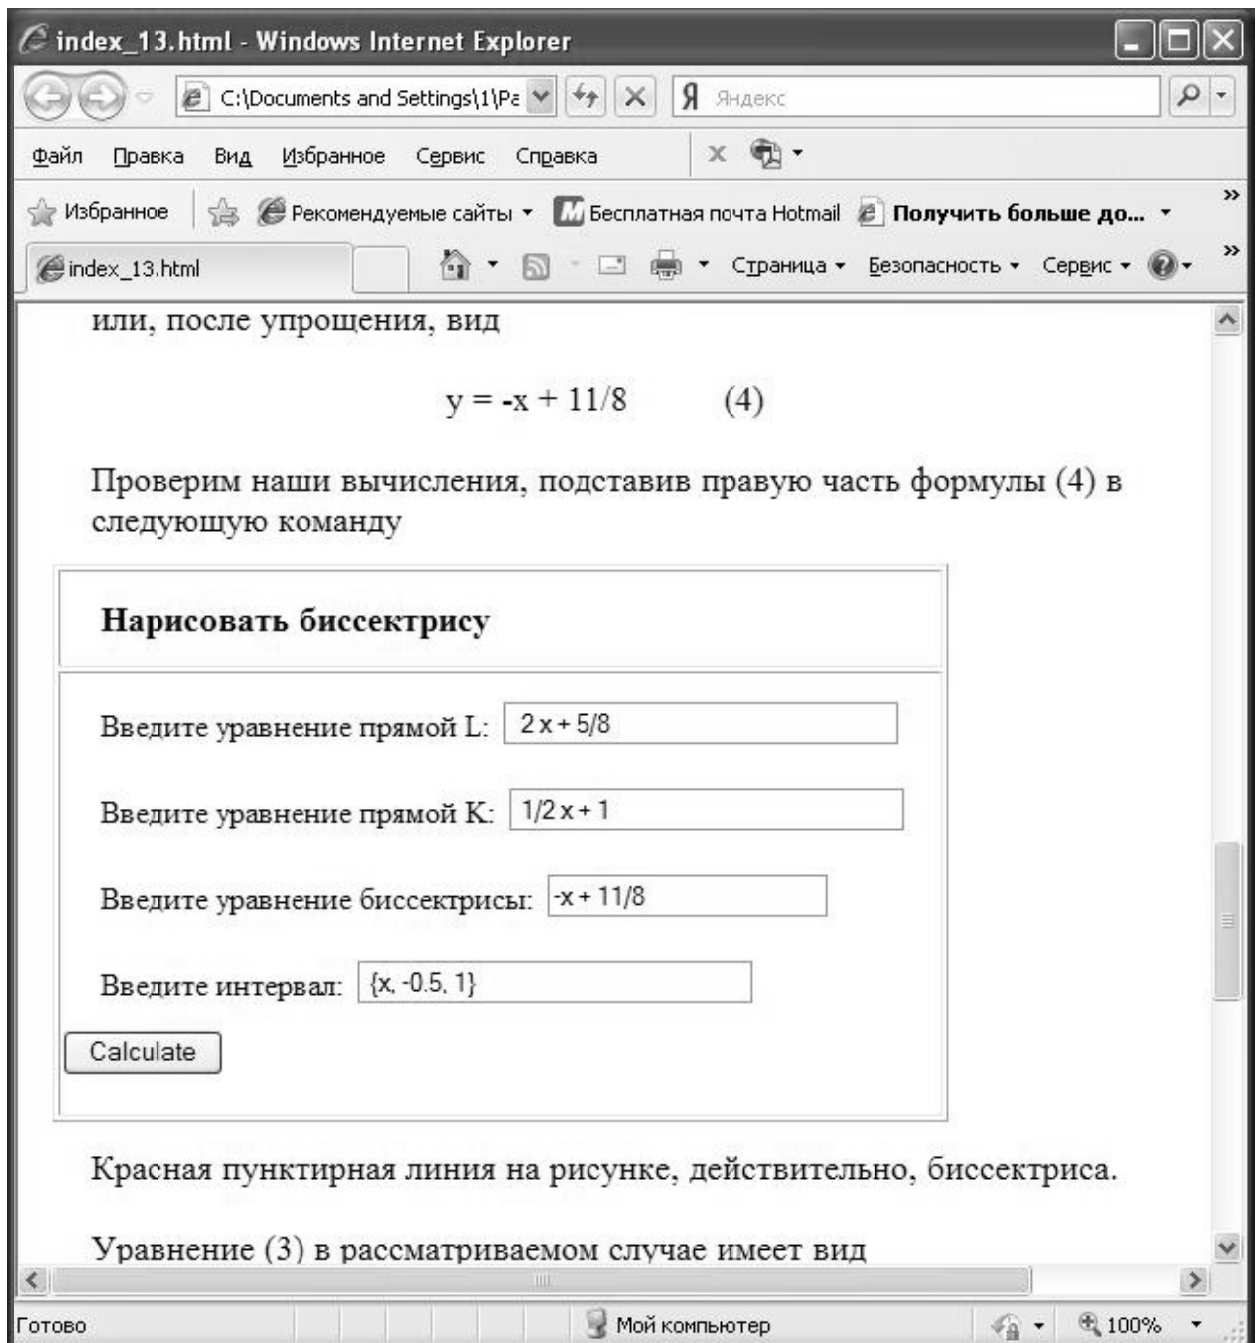 index_13.html - Windows Internet Explorer
C:\Documents and Settings\1\Pa
Я Яндекс
Файл Правка Вид Избранное Сервис Справка
Избранное Рекомендуемые сайты Бесплатная почта Hotmail Получить больше до... »
index_13.html Страница Безопасность Сервис »
или, после упрощения, вид
y = -x + 11/8 (4)
Проверим наши вычисления, подставив правую часть формулы (4) в
следующую команду
Нарисовать биссектрису
Введите уравнение прямой L: 2 x + 5/8
Введите уравнение прямой K: 1/2 x + 1
Введите уравнение биссектрисы: -x + 11/8
Введите интервал: {x, -0.5, 1}
Calculate
Красная пунктирная линия на рисунке, действительно, биссектриса.
Уравнение (3) в рассматриваемом случае имеет вид
Готово Мой компьютер 100%